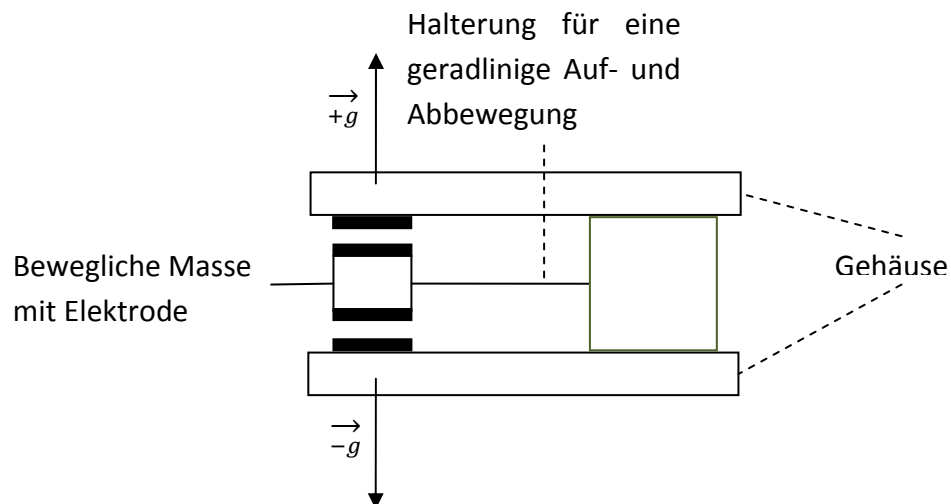 Halterung für eine
geradlinige Auf- und
Abbewegung
+g
Bewegliche Masse
mit Elektrode
Gehäuse
−g